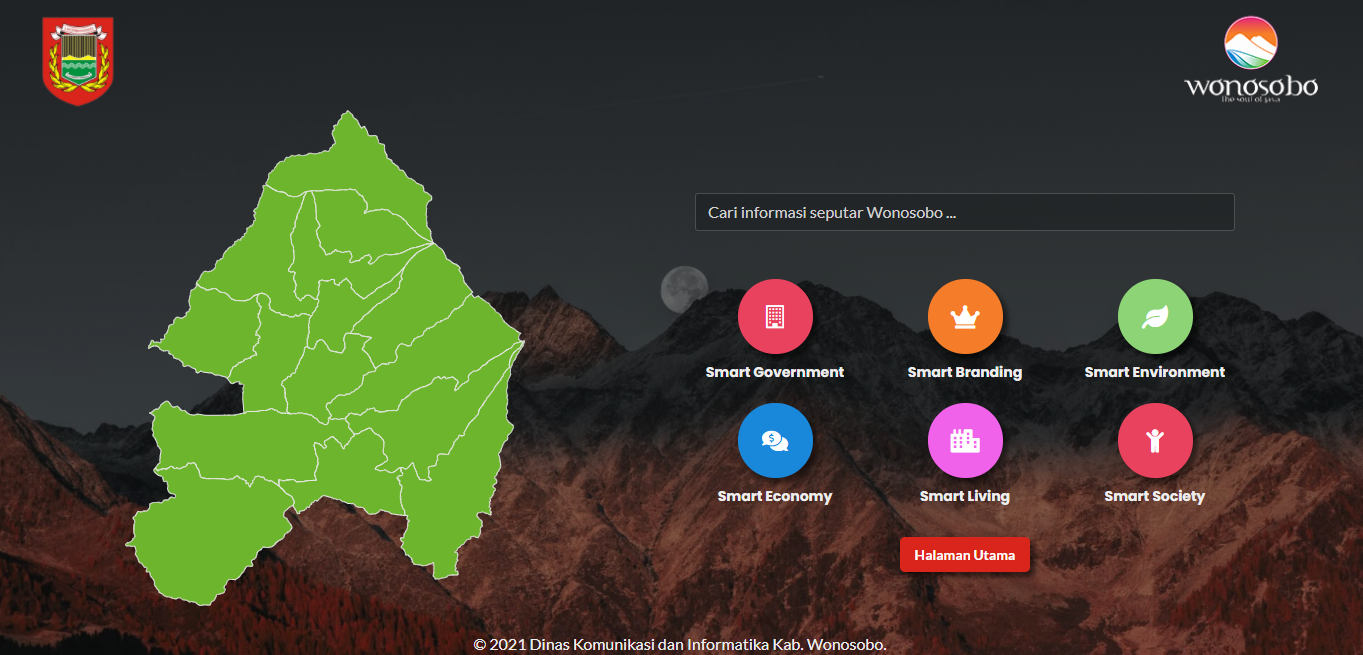 wonosobo
the soul of java
Cari informasi seputar Wonosobo ...
Smart Government
Smart Branding
Smart Environment
Smart Economy
Smart Living
Smart Society
Halaman Utama
© 2021 Dinas Komunikasi dan Informatika Kab. Wonosobo.